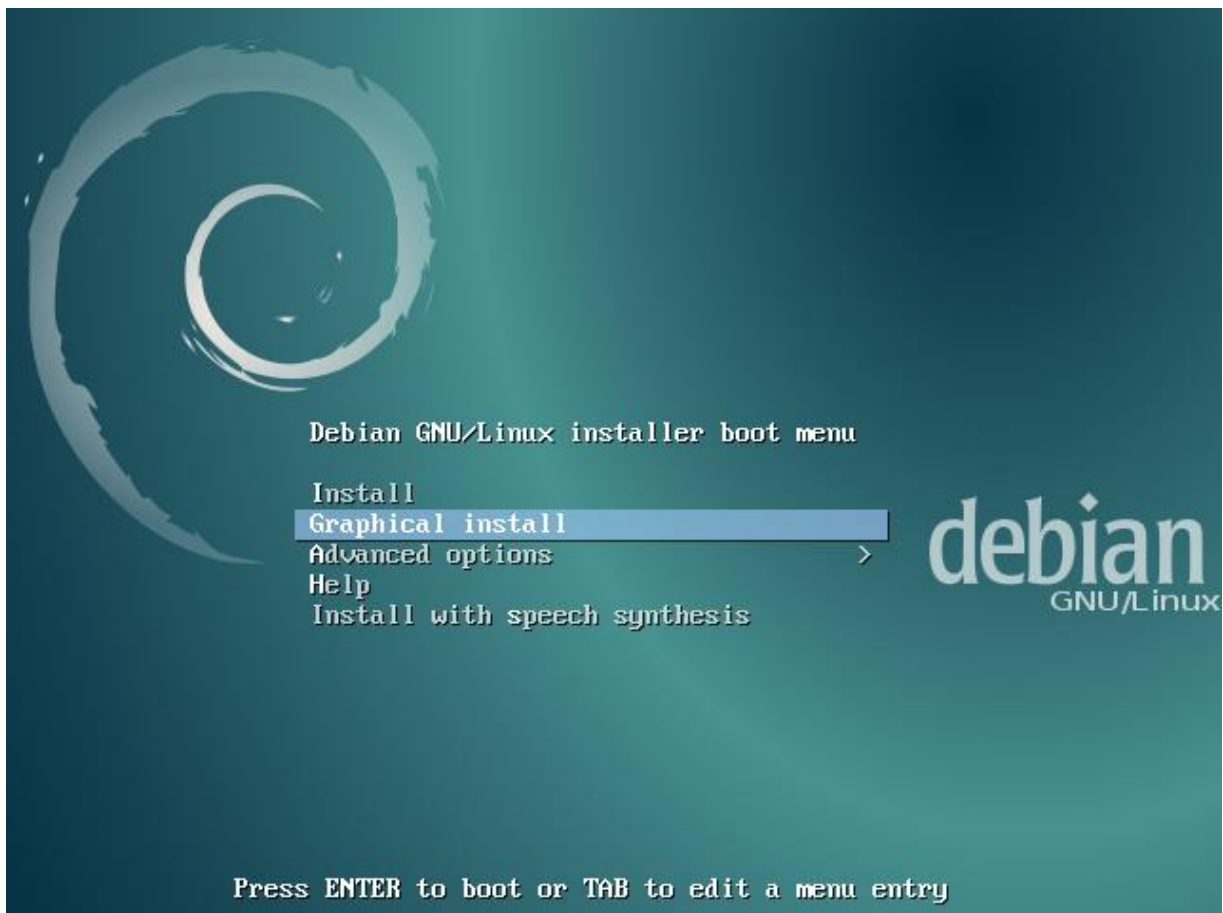 Debian GNU/Linux installer boot menu
Install
Graphical install
Advanced options >
Help
Install with speech synthesis
debian
GNU/Linux
Press ENTER to boot or TAB to edit a menu entry